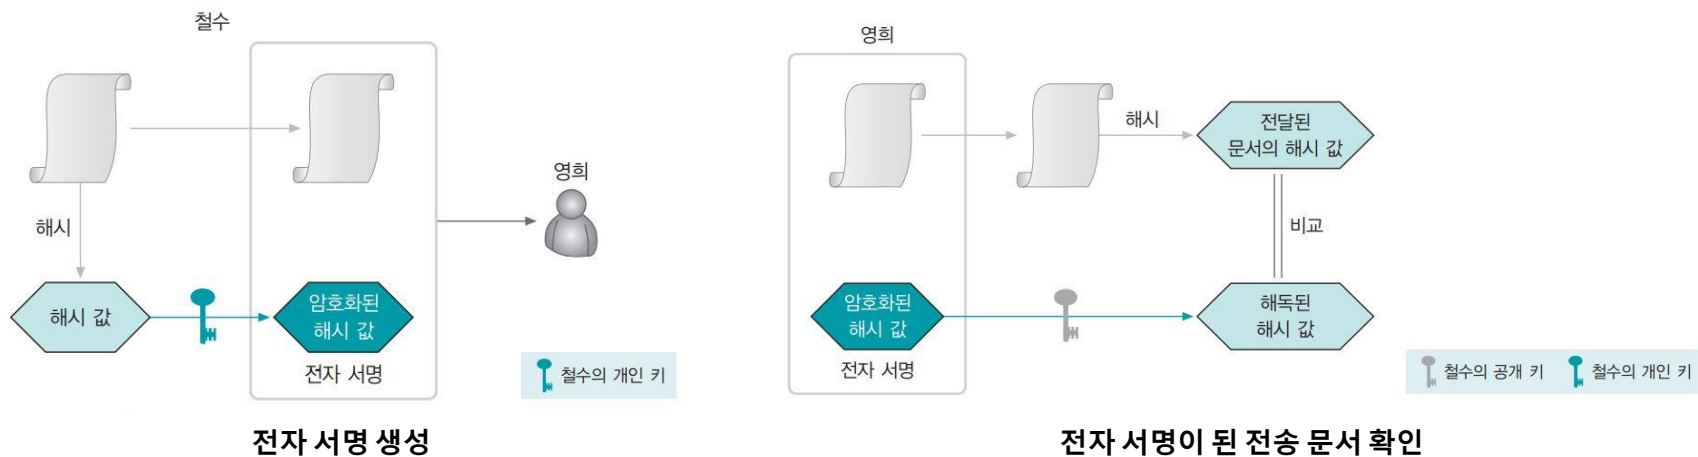 철수
해시
해시 값
암호화된
해시 값
전자 서명
영희
철수의 개인 키
전자 서명 생성
영희
해시
전달된
문서의 해시 값
비교
암호화된
해시 값
전자 서명
해독된
해시 값
철수의 공개 키
철수의 개인 키
전자 서명이 된 전송 문서 확인